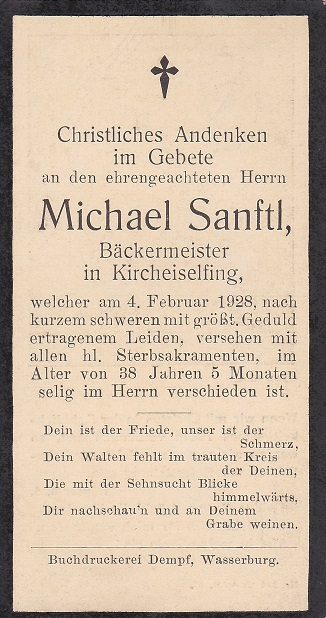 Christliches Andenken
im Gebete
an den ehrengeachteten Herrn
Michael Sanftl,
Bäckermeister
in Kircheiselfing,
welcher am 4. Februar 1928, nach
kurzem schweren mit größt. Geduld
ertragenem Leiden, versehen mit
allen hl. Sterbsakramenten, im
Alter von 38 Jahren 5 Monaten
selig im Herrn verschieden ist.
Dein ist der Friede, unser ist der
Schmerz,
Dein Walten fehlt im trauten Kreis
der Deinen,
Die mit der Sehnsucht Blicke
himmelwärts,
Dir nachschau'n und an Deinem
Grabe weinen.
Buchdruckerei Dempf, Wasserburg.